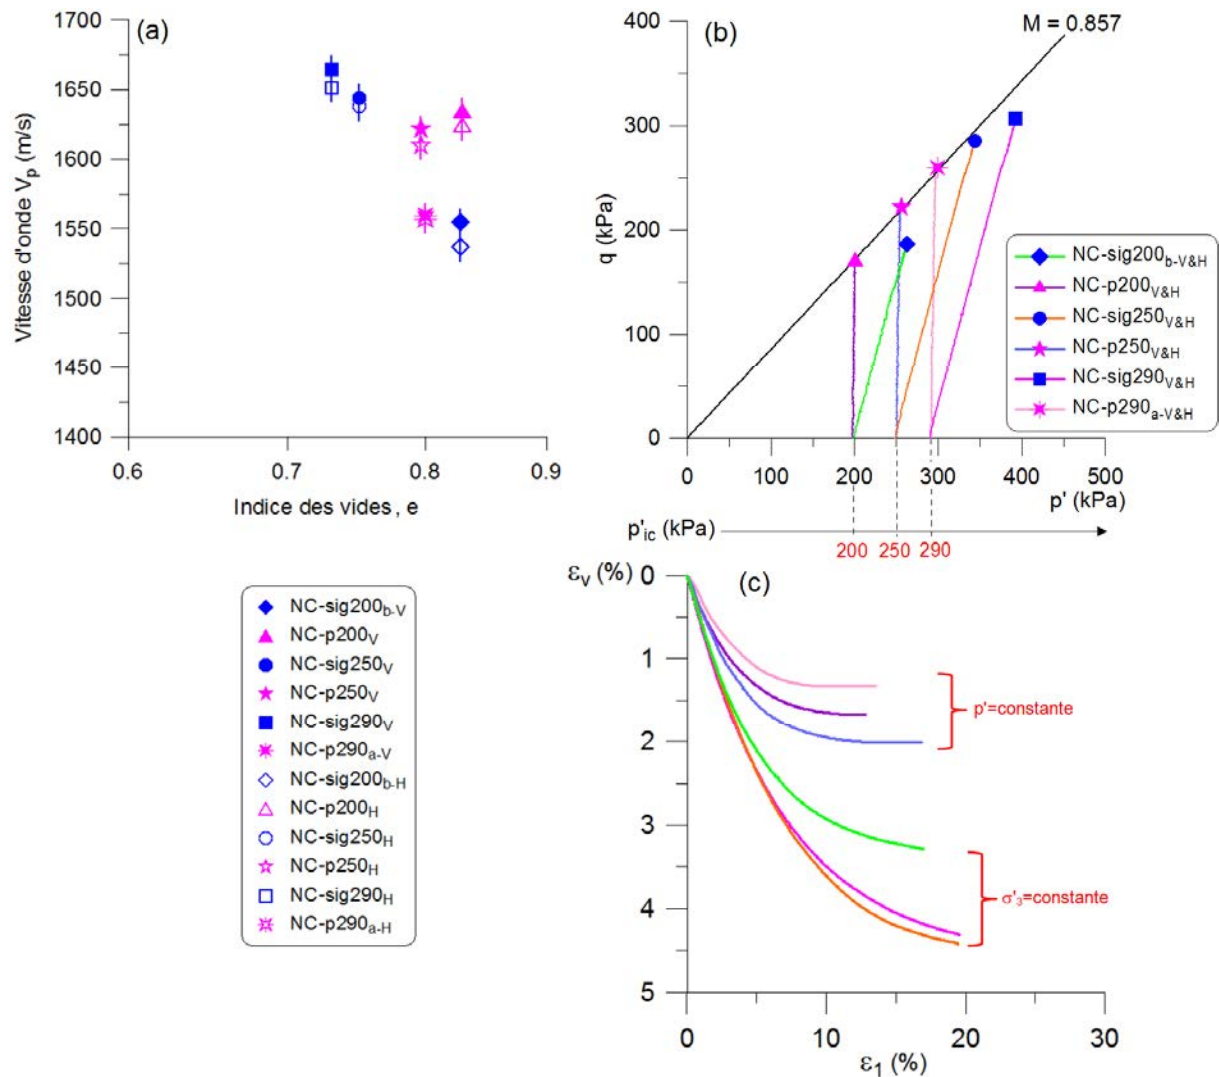 (a)
1700
1650
1600
1550
1500
1450
1400
Vitesse d'onde Vp (m/s)
0.6
0.7
0.8
0.9
Indice des vides , e
(b)
M = 0.857
400
300
200
100
0
q (kPa)
NC-sig200b-V&H
NC-p200V&H
NC-sig250V&H
NC-p250V&H
NC-sig290V&H
NC-p290a-V&H
0 100 200 300 400 500
p' (kPa)
p'ic (kPa)
200 250 290
NC-sig200b-V
NC-p200V
NC-sig250V
NC-p250V
NC-sig290V
NC-p290a-V
NC-sig200b-H
NC-p200H
NC-sig250H
NC-p250H
NC-sig290H
NC-p290a-H
εv (%)
(c)
0
1
2
3
4
5
p'=constante
σ'3=constante
0 10 20 30
ε1 (%)